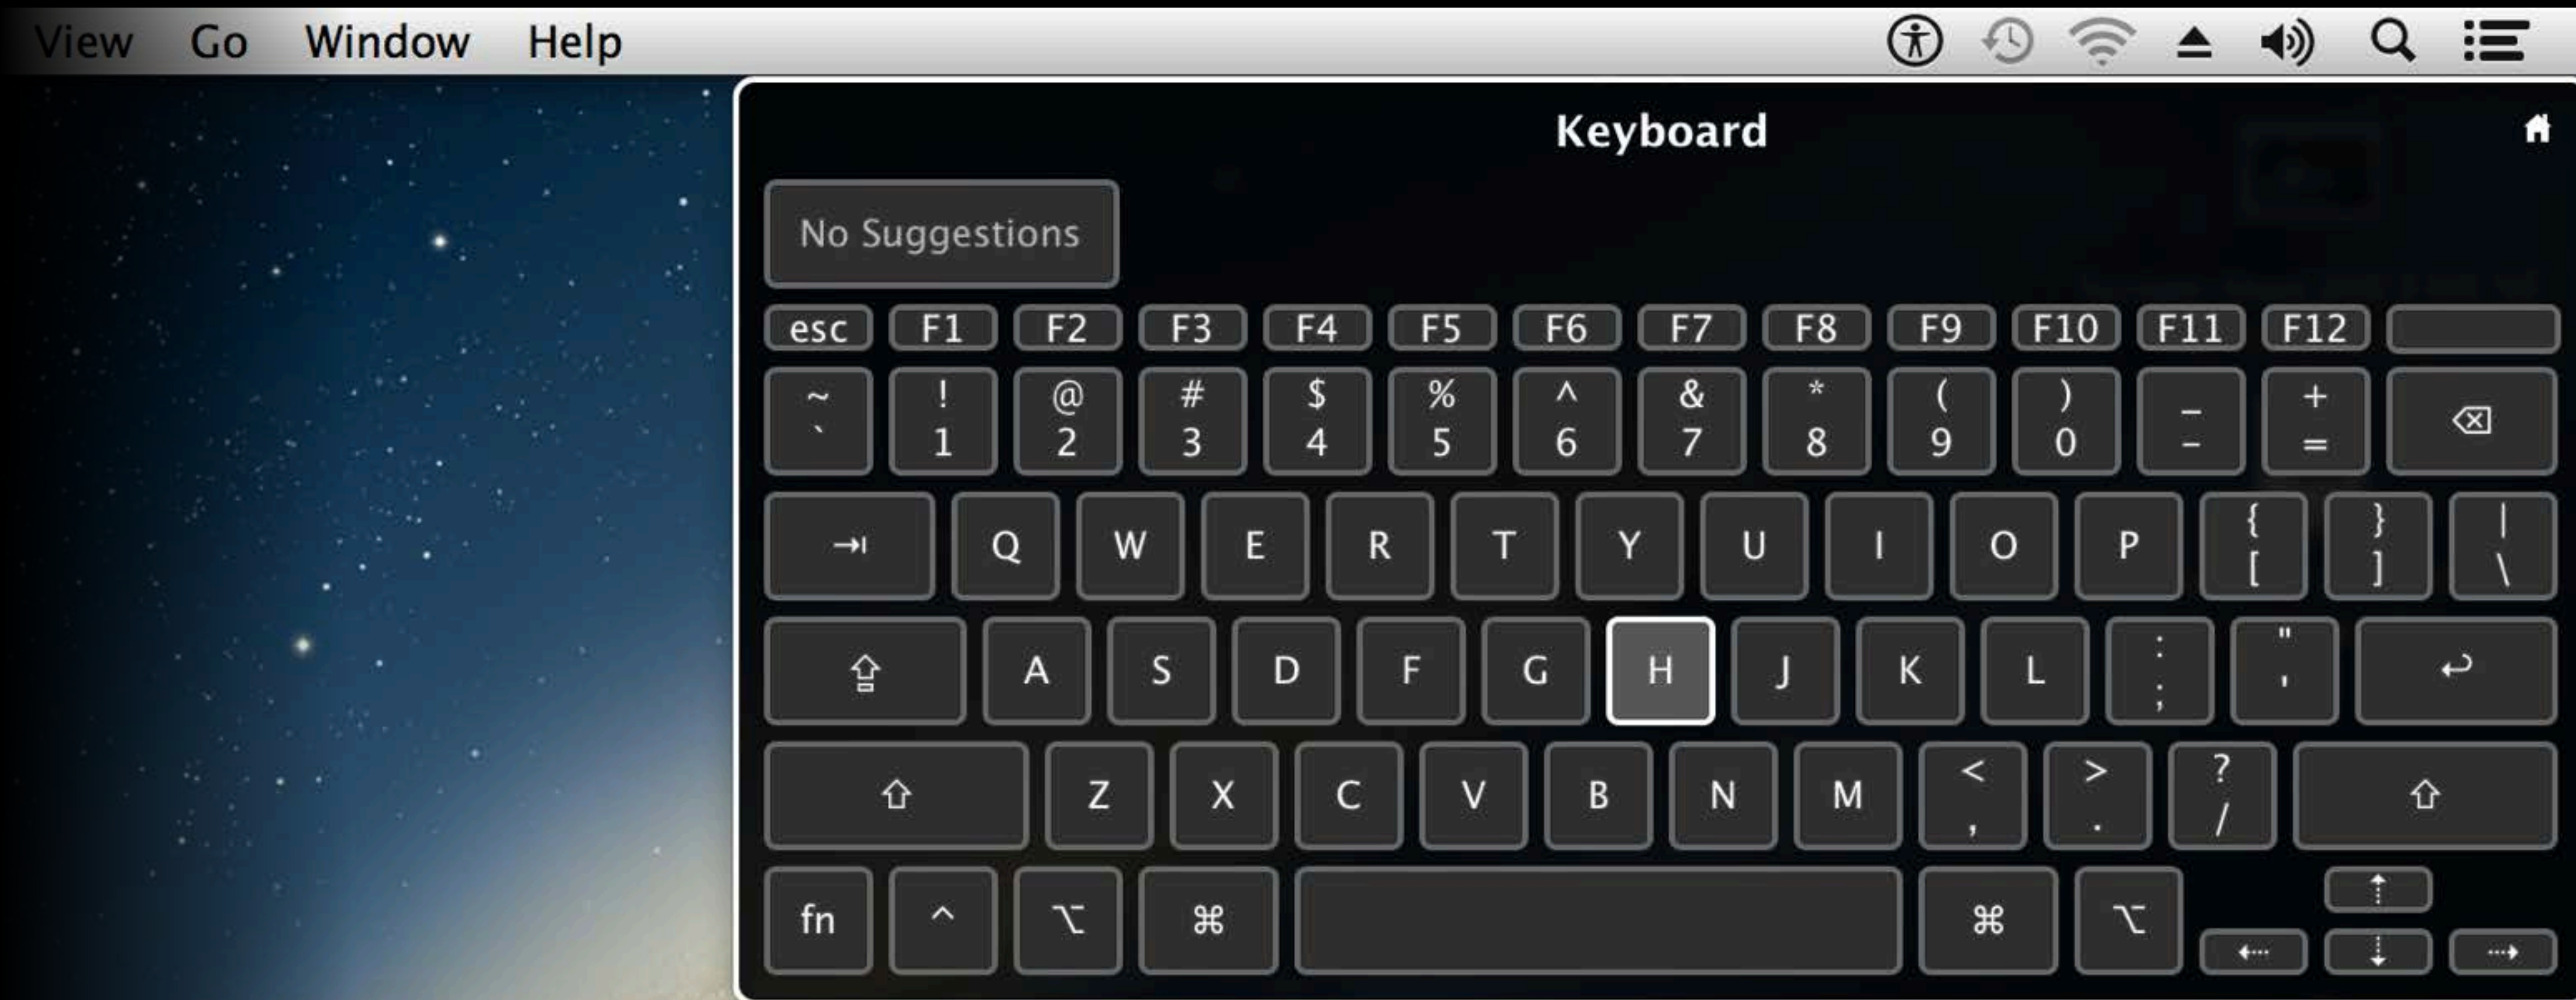 View Go Window Help
Keyboard
No Suggestions
esc F1 F2 F3 F4 F5 F6 F7 F8 F9 F10 F11 F12
~ ! @ # $ % ^ & * ( ) _ +
` 1 2 3 4 5 6 7 8 9 0 - =
Q W E R T Y U I O P { } |
[ ] \
A S D F G H J K L : "
; '
Z X C V B N M < > ?
, . /
fn ^ ⌥ ⌘ ⌘ ⌥